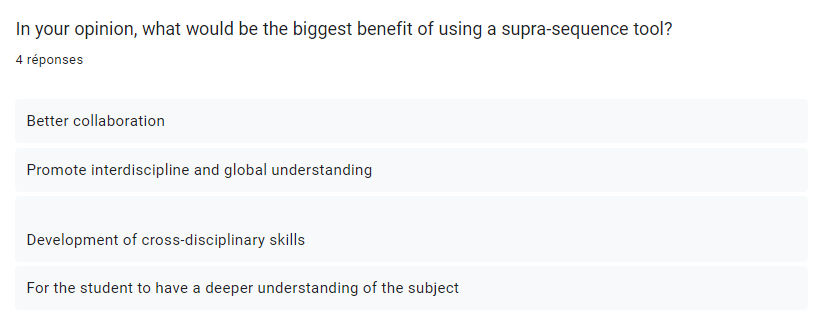 In your opinion, what would be the biggest benefit of using a supra-sequence tool?
4 réponses
Better collaboration
Promote interdiscipline and global understanding
Development of cross-disciplinary skills
For the student to have a deeper understanding of the subject